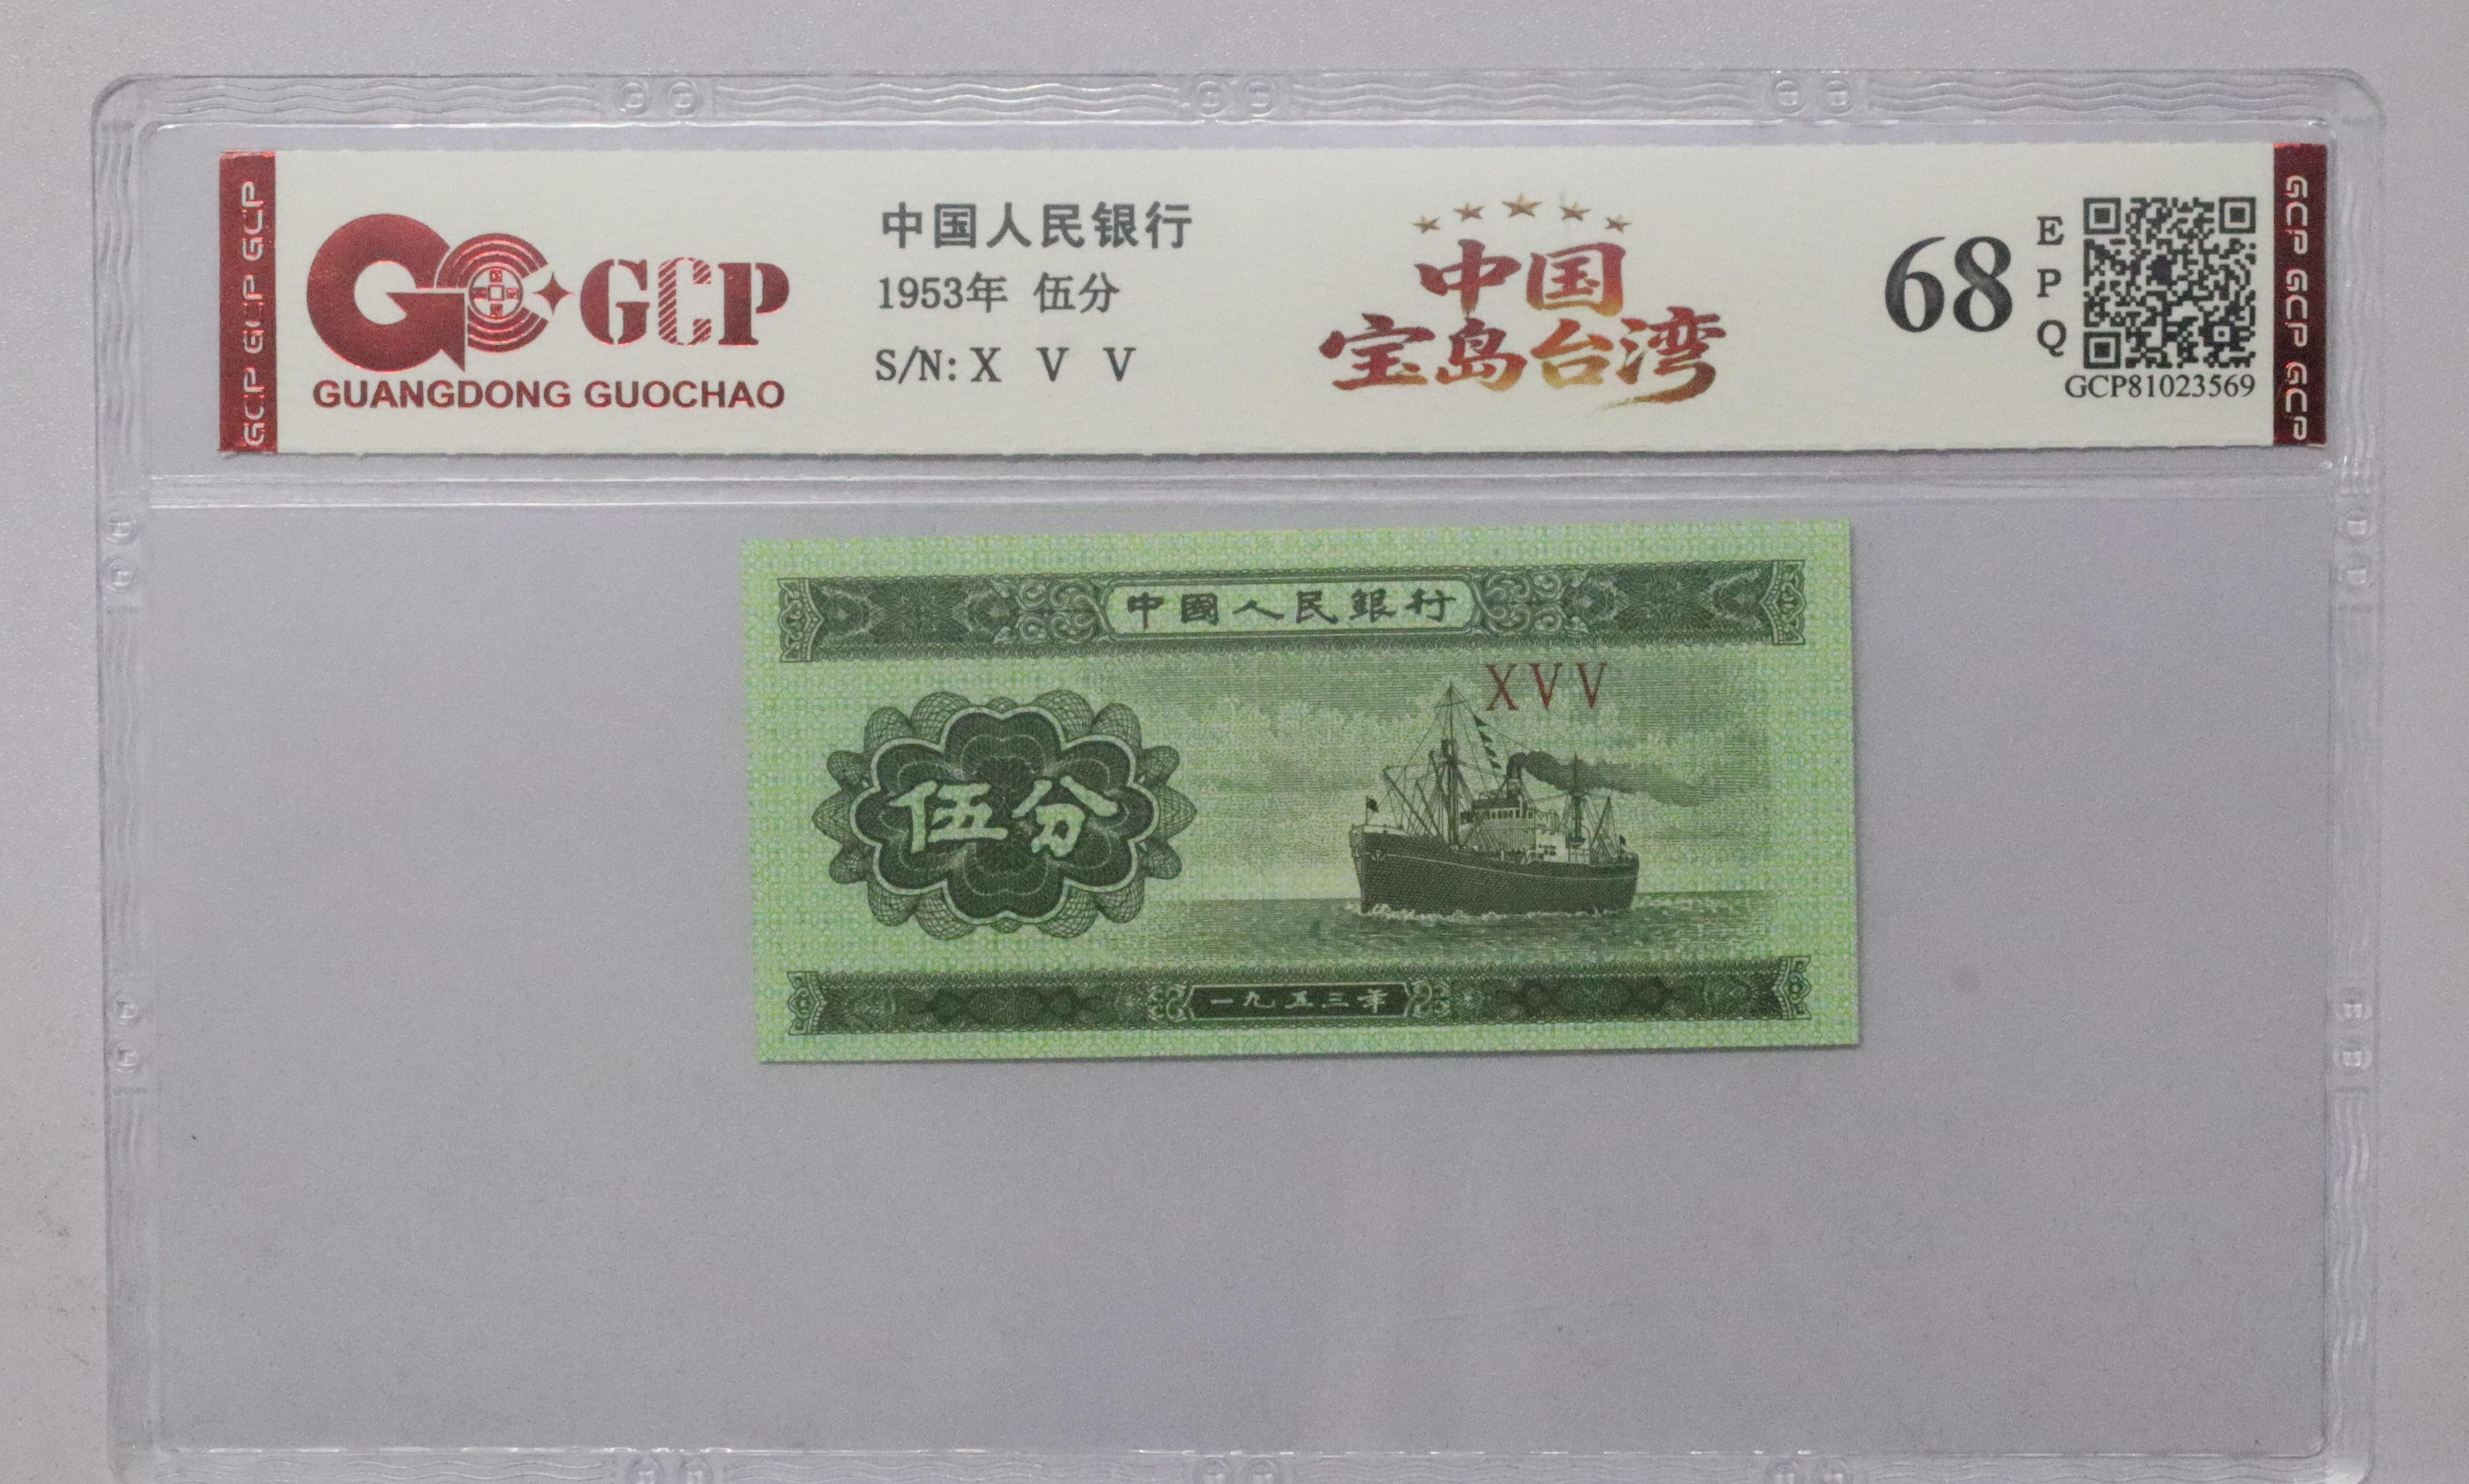 GCP GCP GCP
GCP
GUANGDONG GUOCHAO
中国人民银行
1953年 伍分
S/N: X V V
中国
宝岛台湾
68
E
P
Q
GCP81023569
GCP GCP GCP
中國人民銀行
XVV
伍分
一九五三年